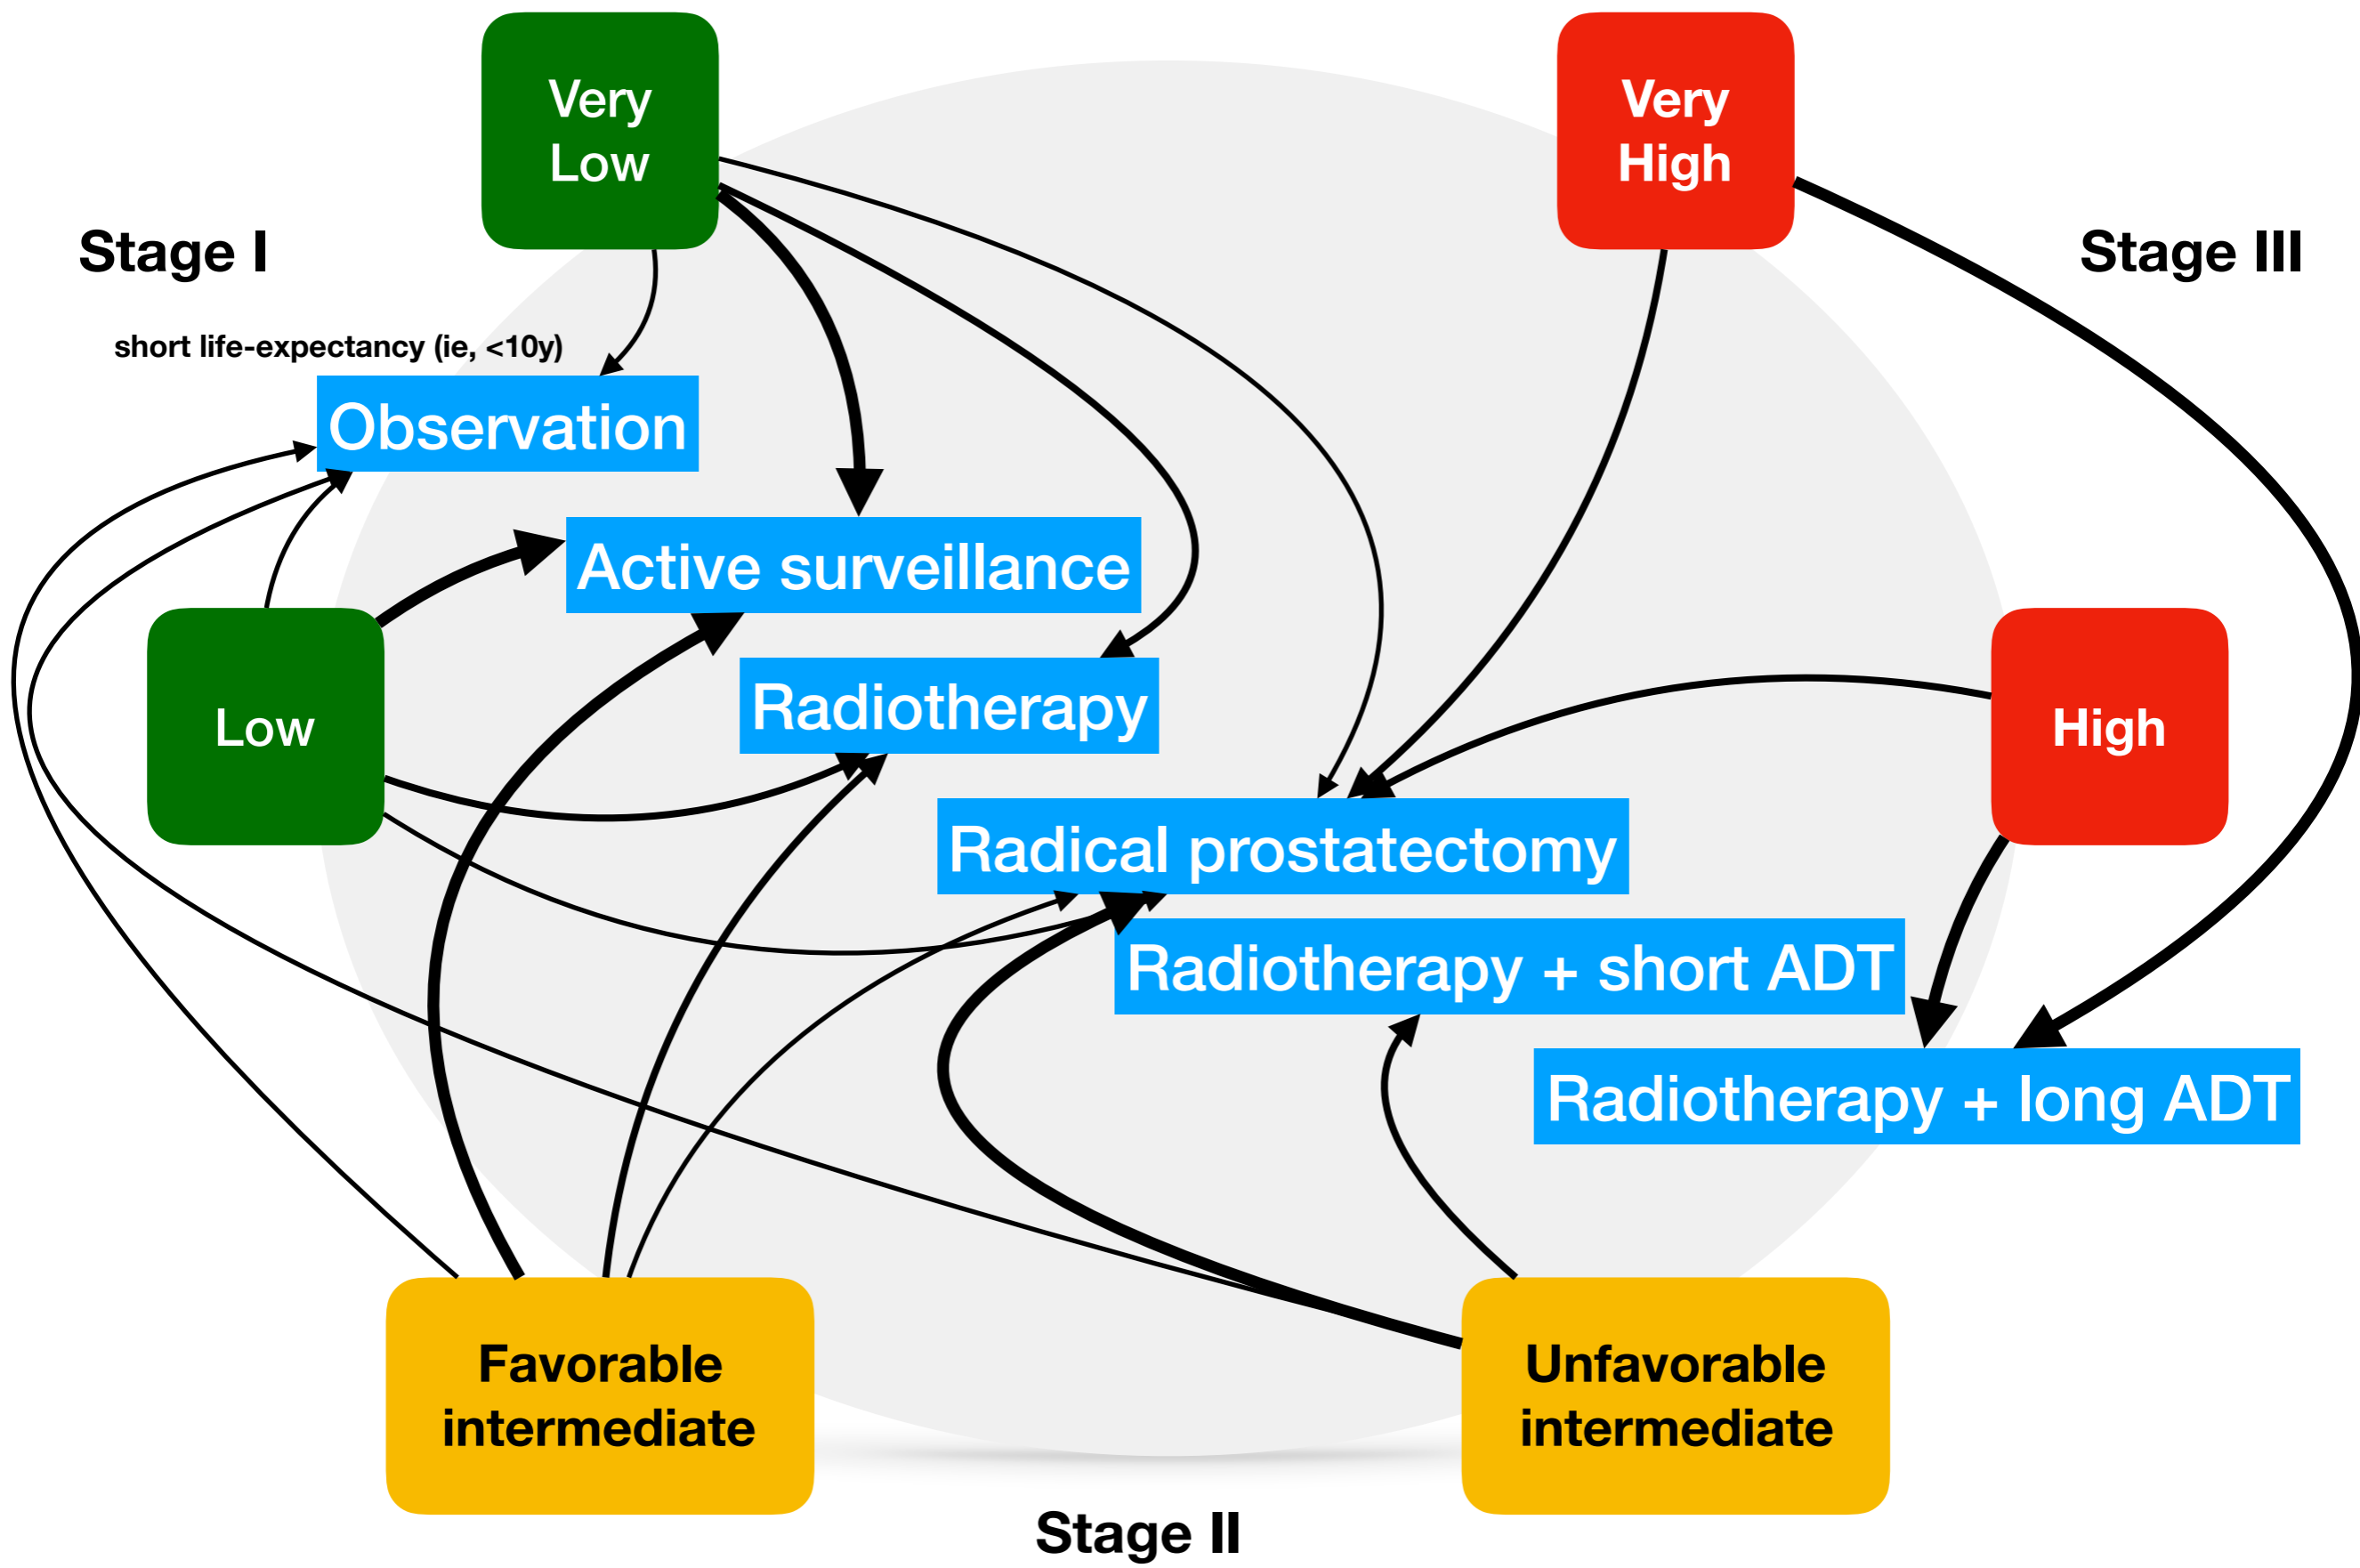 Very
Low
Very
High
Stage I
Stage III
short life-expectancy (ie, <10y)
Observation
Active surveillance
Radiotherapy
Low
High
Radical prostatectomy
Radiotherapy + short ADT
Radiotherapy + long ADT
Favorable
intermediate
Unfavorable
intermediate
Stage II